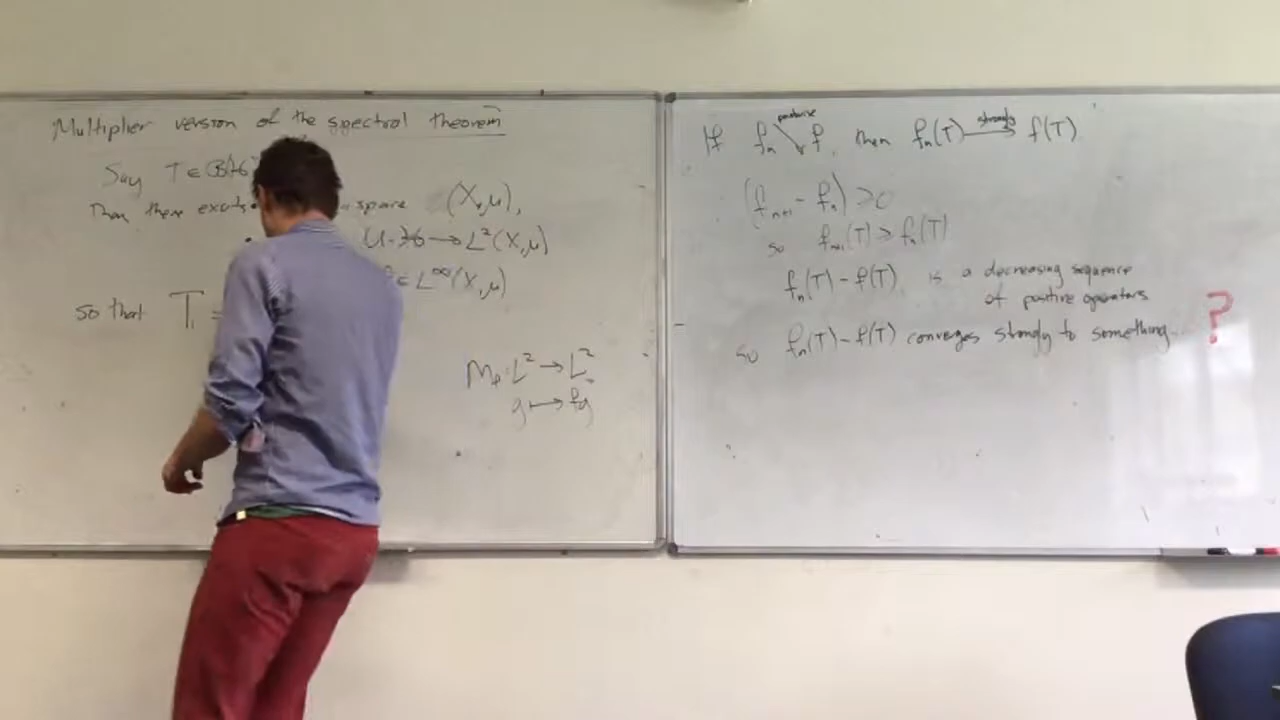 Multiplier version of the spectral theorem
Say T ∈ B(H
Then there exists space (X, μ),
U: H → L²(X, μ)
∈ L^∞(X, μ)
so that T =
M_f: L² → L²
g ↦ fg
If f_n ↘ f, then f_n(T) → f(T)
positive
strongly
(f_{n+1} - f_n) ≥ 0
so f_{n+1}(T) ≥ f_n(T)
f_n(T) - f(T) is a decreasing sequence
of positive operators
so f_n(T) - f(T) converges strongly to something
?